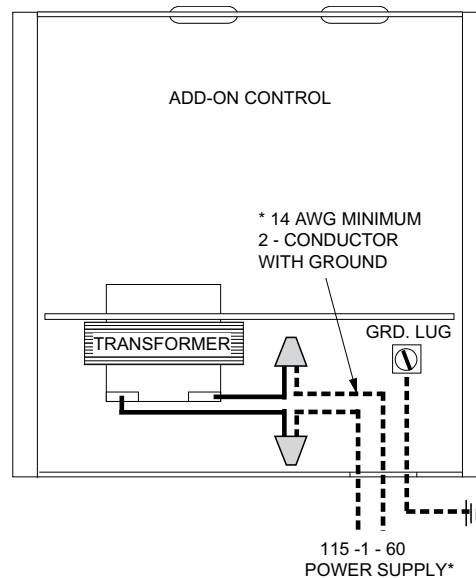 ADD-ON CONTROL
* 14 AWG MINIMUM
2 - CONDUCTOR
WITH GROUND
GRD. LUG
TRANSFORMER
115 -1 - 60
POWER SUPPLY*